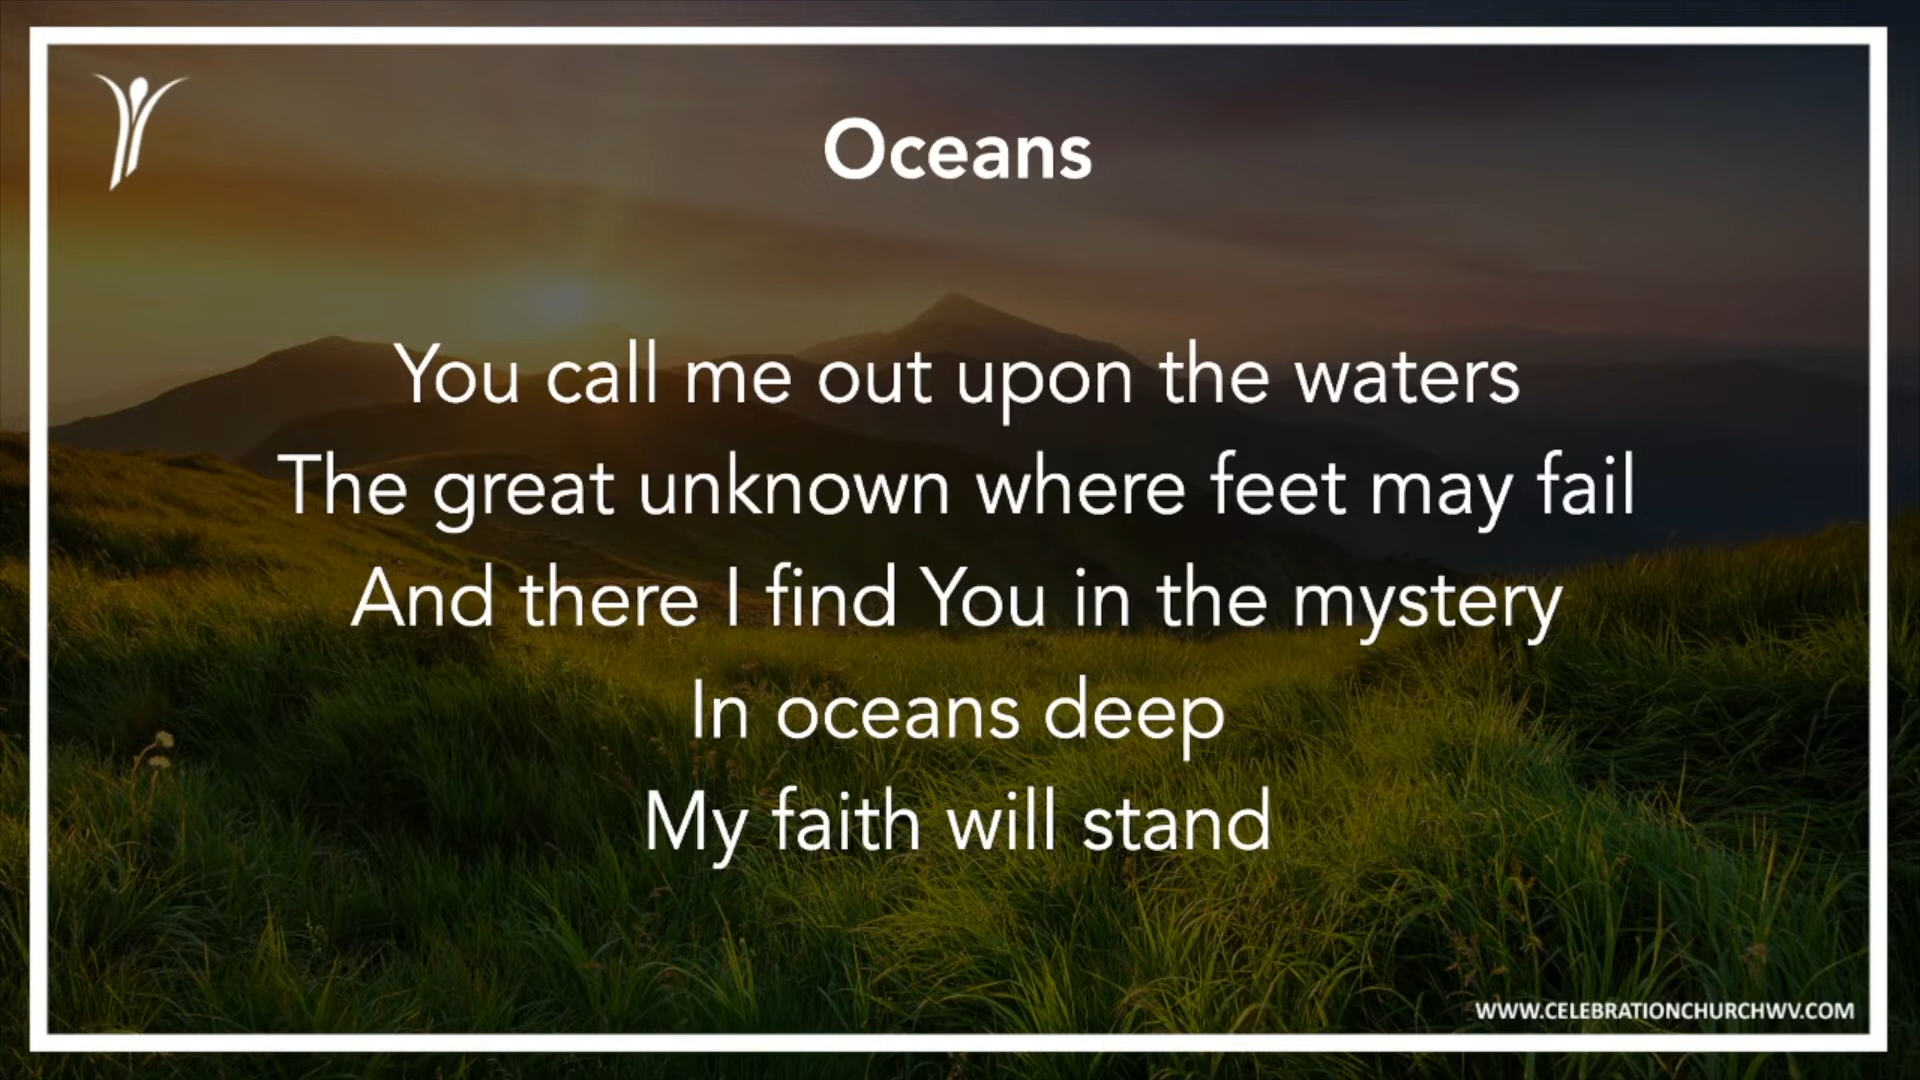 Oceans
You call me out upon the waters
The great unknown where feet may fail
And there I find You in the mystery
In oceans deep
My faith will stand
WWW.CELEBRATIONCHURCHWV.COM